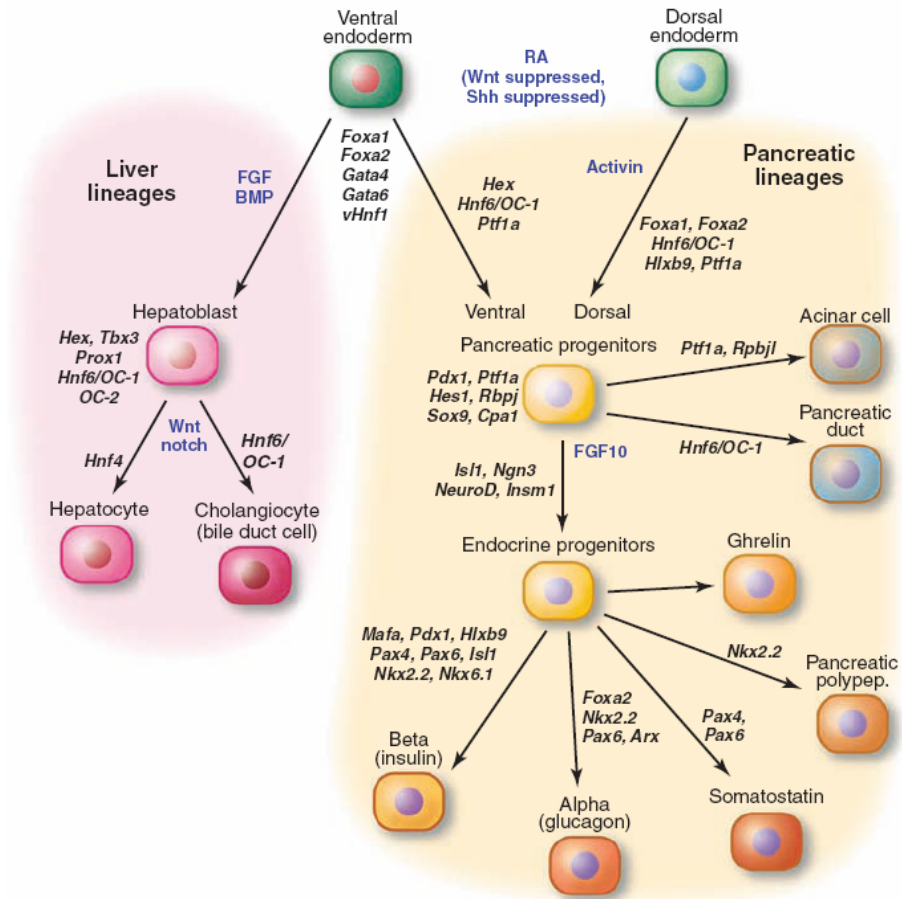 Ventral
endoderm
Dorsal
endoderm
RA
(Wnt suppressed,
Shh suppressed)
Liver
lineages
FGF
BMP
Foxa1
Foxa2
Gata4
Gata6
vHnf1
Hex
Hnf6/OC-1
Ptf1a
Activin
Pancreatic
lineages
Foxa1, Foxa2
Hnf6/OC-1
Hlxb9, Ptf1a
Hepatoblast
Hex, Tbx3
Prox1
Hnf6/OC-1
OC-2
Wnt
notch
Hnf4
Hnf6/
OC-1
Hepatocyte
Cholangiocyte
(bile duct cell)
Ventral
Dorsal
Pancreatic progenitors
Pdx1, Ptf1a
Hes1, Rbpj
Sox9, Cpa1
Ptf1a, Rpbjl
Acinar cell
Pancreatic
duct
Hnf6/OC-1
FGF10
Isl1, Ngn3
NeuroD, Insm1
Endocrine progenitors
Ghrelin
Mafa, Pdx1, Hlxb9
Pax4, Pax6, Isl1
Nkx2.2, Nkx6.1
Nkx2.2
Pancreatic
polypep.
Foxa2
Nkx2.2
Pax6, Arx
Pax4,
Pax6
Beta
(insulin)
Alpha
(glucagon)
Somatostatin